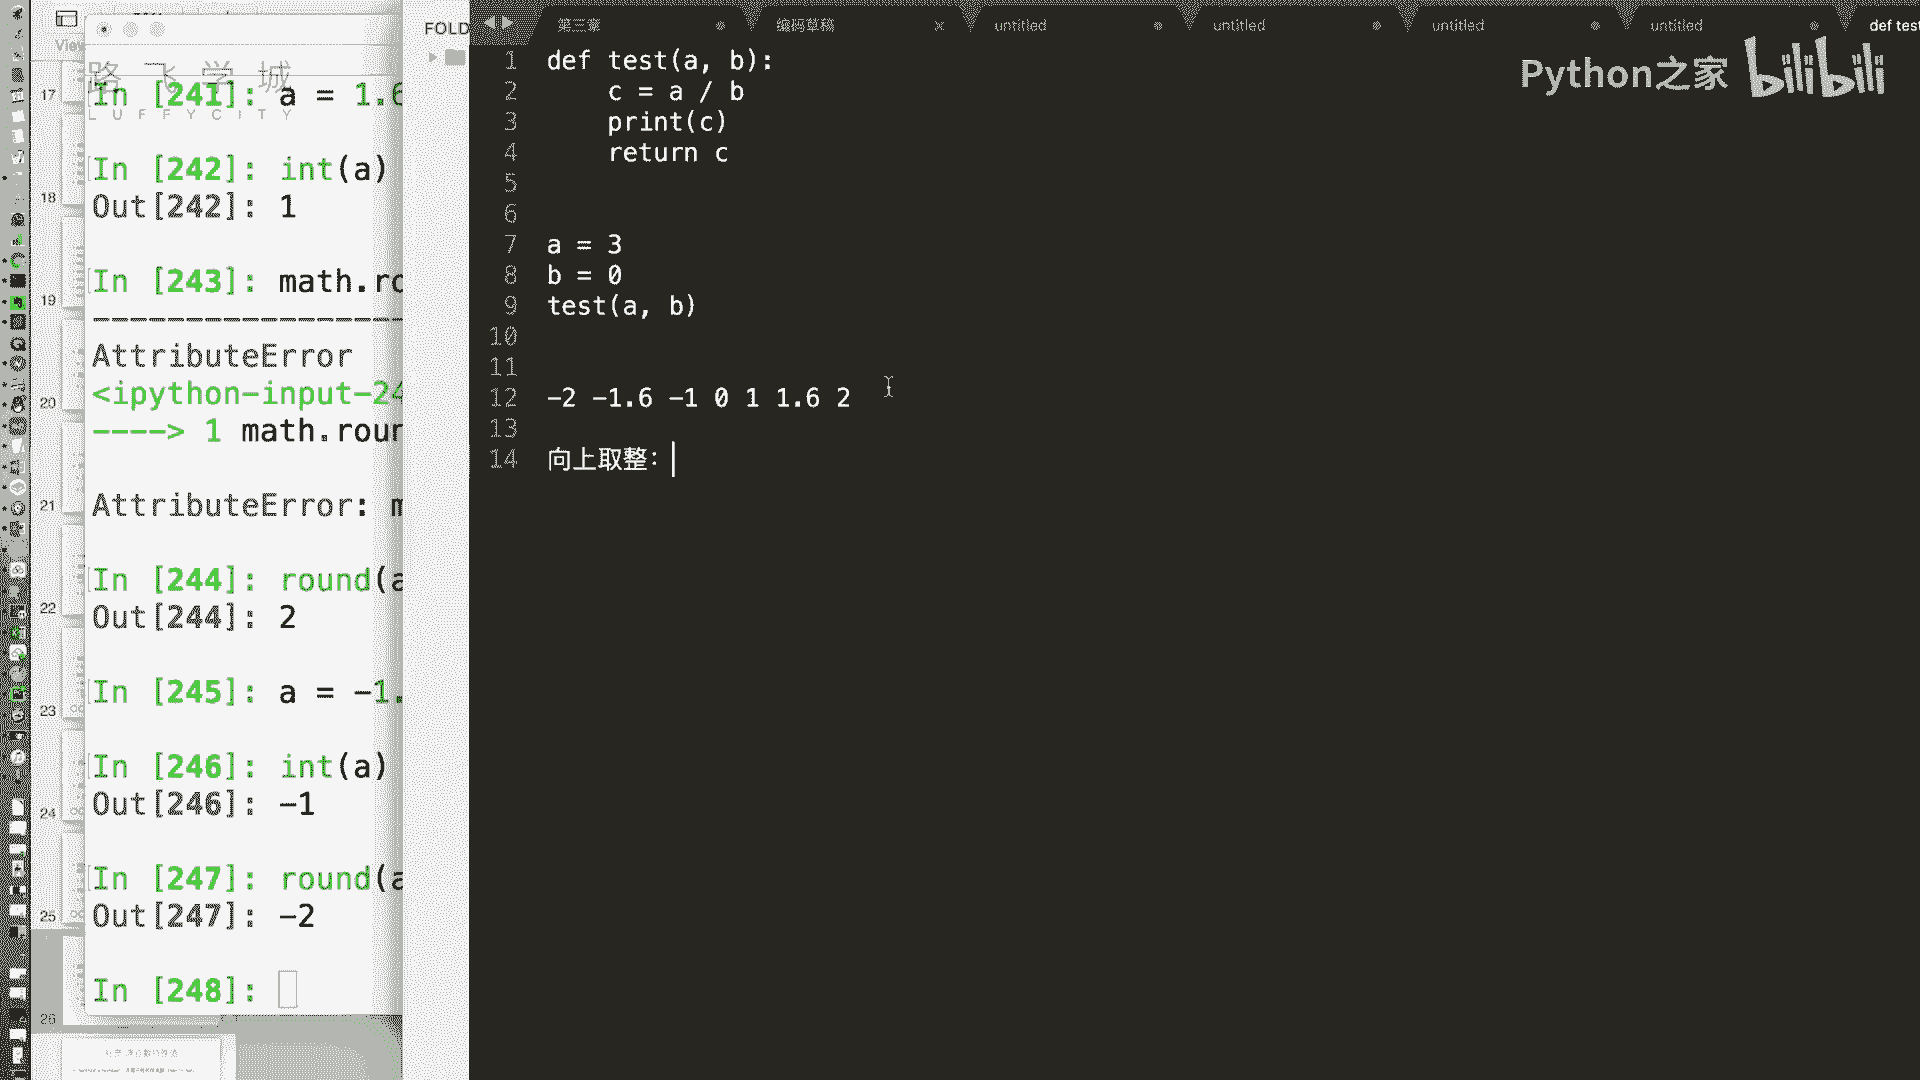 View
路 飞 学 城
LUFFYCITY
17
18
19
20
21
22
23
24
25
26
In [241]: a = 1.6
In [242]: int(a)
Out[242]: 1
In [243]: math.ro
AttributeError
<ipython-input-24
----> 1 math.roun
AttributeError: m
In [244]: round(a
Out[244]: 2
In [245]: a = -1.
In [246]: int(a)
Out[246]: -1
In [247]: round(a
Out[247]: -2
In [248]:
FOLD
第三章
编码草稿
untitled
untitled
untitled
untitled
def test
1 def test(a, b):
2 c = a / b
3 print(c)
4 return c
5
6
7 a = 3
8 b = 0
9 test(a, b)
10
11
12 -2 -1.6 -1 0 1 1.6 2
13
14 向上取整:
Python之家 bilibili